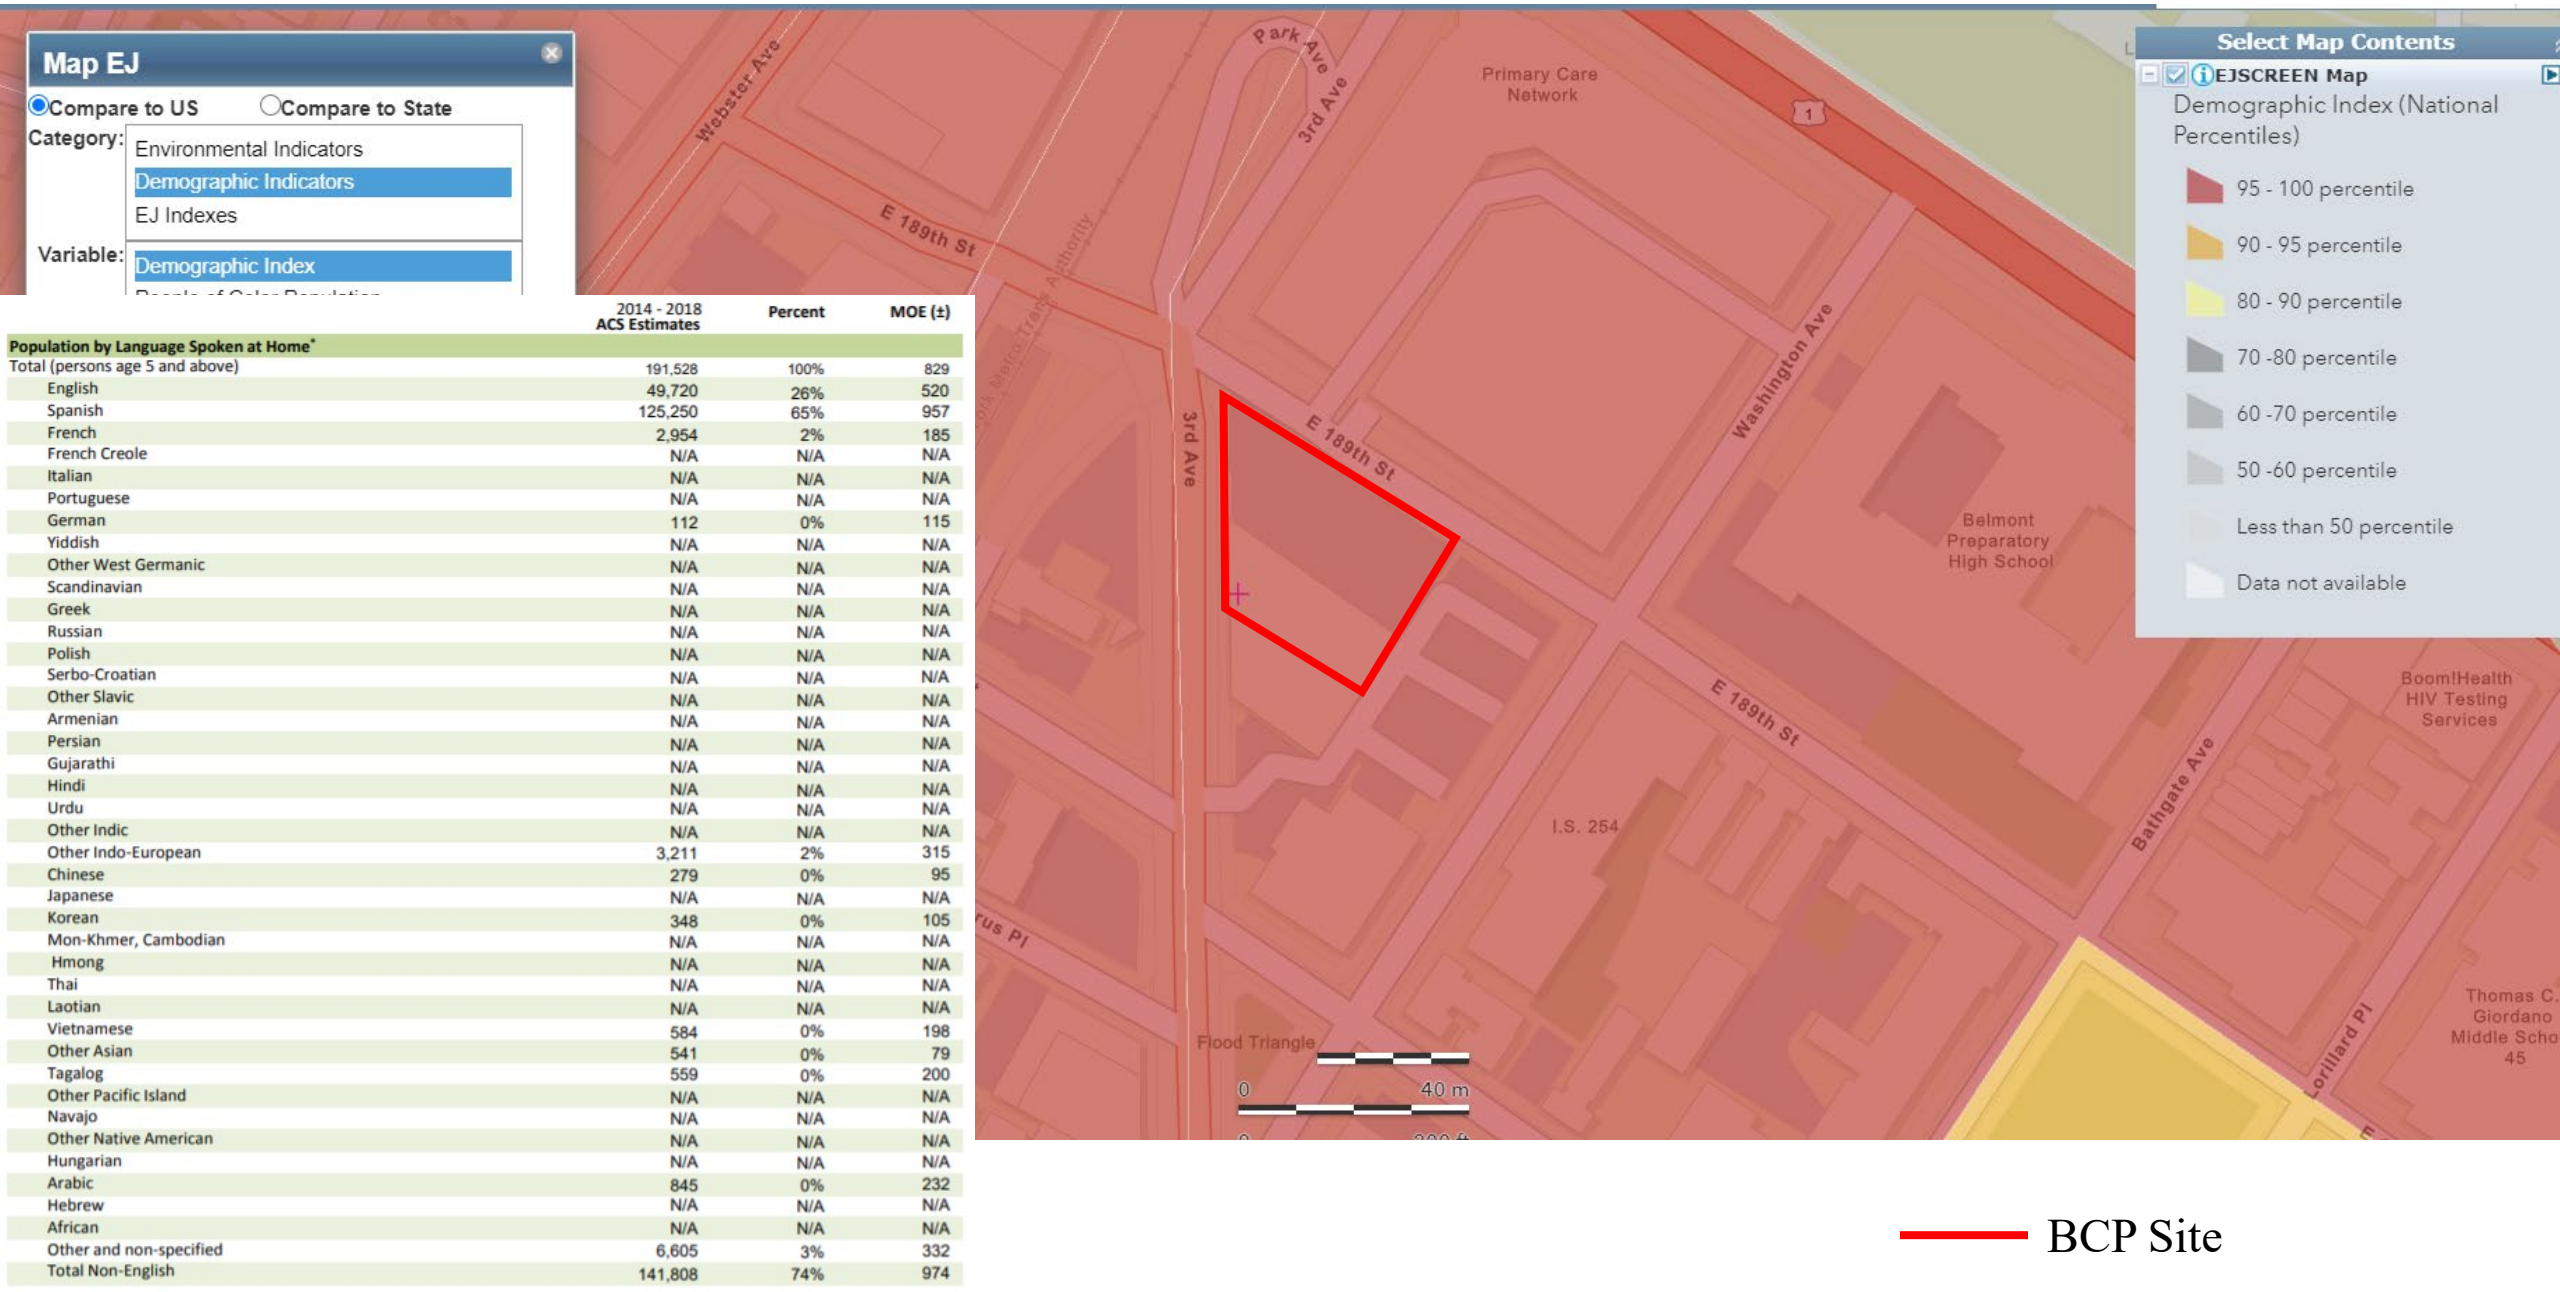 Map EJ
Compare to US Compare to State
Category:
Environmental Indicators
Demographic Indicators
EJ Indexes
Variable:
Demographic Index
2014 - 2018 ACS Estimates Percent MOE (±)
Population by Language Spoken at Home*
Total (persons age 5 and above) 191,528 100% 829
English 49,720 26% 520
Spanish 125,250 65% 957
French 2,954 2% 185
French Creole N/A N/A N/A
Italian N/A N/A N/A
Portuguese N/A N/A N/A
German 112 0% 115
Yiddish N/A N/A N/A
Other West Germanic N/A N/A N/A
Scandinavian N/A N/A N/A
Greek N/A N/A N/A
Russian N/A N/A N/A
Polish N/A N/A N/A
Serbo-Croatian N/A N/A N/A
Other Slavic N/A N/A N/A
Armenian N/A N/A N/A
Persian N/A N/A N/A
Gujarathi N/A N/A N/A
Hindi N/A N/A N/A
Urdu N/A N/A N/A
Other Indic N/A N/A N/A
Other Indo-European 3,211 2% 315
Chinese 279 0% 95
Japanese N/A N/A N/A
Korean 348 0% 105
Mon-Khmer, Cambodian N/A N/A N/A
Hmong N/A N/A N/A
Thai N/A N/A N/A
Laotian N/A N/A N/A
Vietnamese 584 0% 198
Other Asian 541 0% 79
Tagalog 559 0% 200
Other Pacific Island N/A N/A N/A
Navajo N/A N/A N/A
Other Native American N/A N/A N/A
Hungarian N/A N/A N/A
Arabic 845 0% 232
Hebrew N/A N/A N/A
African N/A N/A N/A
Other and non-specified 6,605 3% 332
Total Non-English 141,808 74% 974
Webster Ave
Park Ave
3rd Ave
Primary Care
Network
1
E 189th St
Metro Trans Authority
3rd Ave
E 189th St
Washington Ave
Belmont
Preparatory
High School
E 189th St
I.S. 254
Bathgate Ave
Boom!Health
HIV Testing
Services
rus Pl
Flood Triangle
0 40 m
Lorillard Pl
Thomas C.
Giordano
Middle Scho
45
Select Map Contents
EJSCREEN Map
Demographic Index (National
Percentiles)
95 - 100 percentile
90 - 95 percentile
80 - 90 percentile
70 -80 percentile
60 -70 percentile
50 -60 percentile
Less than 50 percentile
Data not available
BCP Site